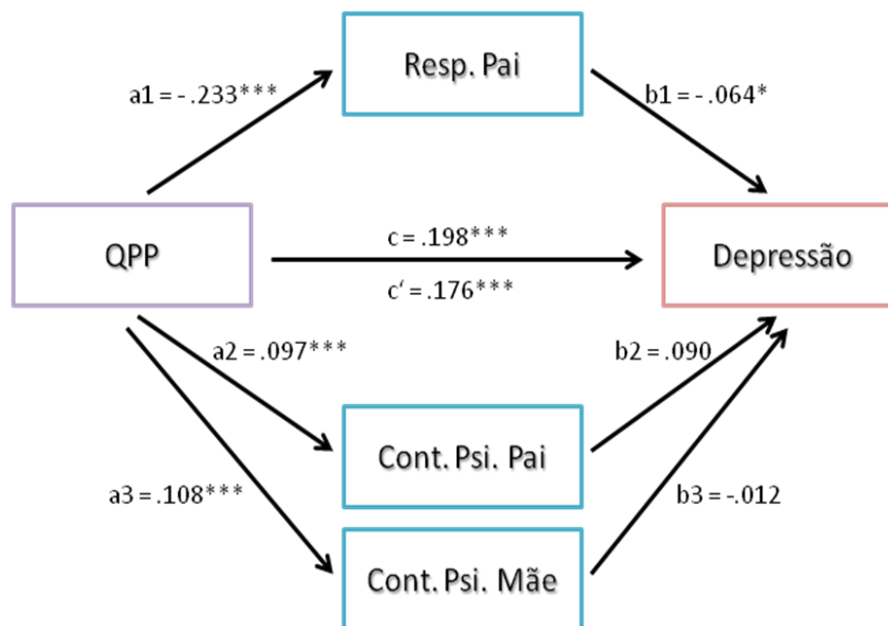 Resp. Pai
a1 = - .233***
b1 = - .064*
QPP
c = .198***
c‘ = .176***
Depressão
a2 = .097***
b2 = .090
Cont. Psi. Pai
a3 = .108***
b3 = -.012
Cont. Psi. Mãe